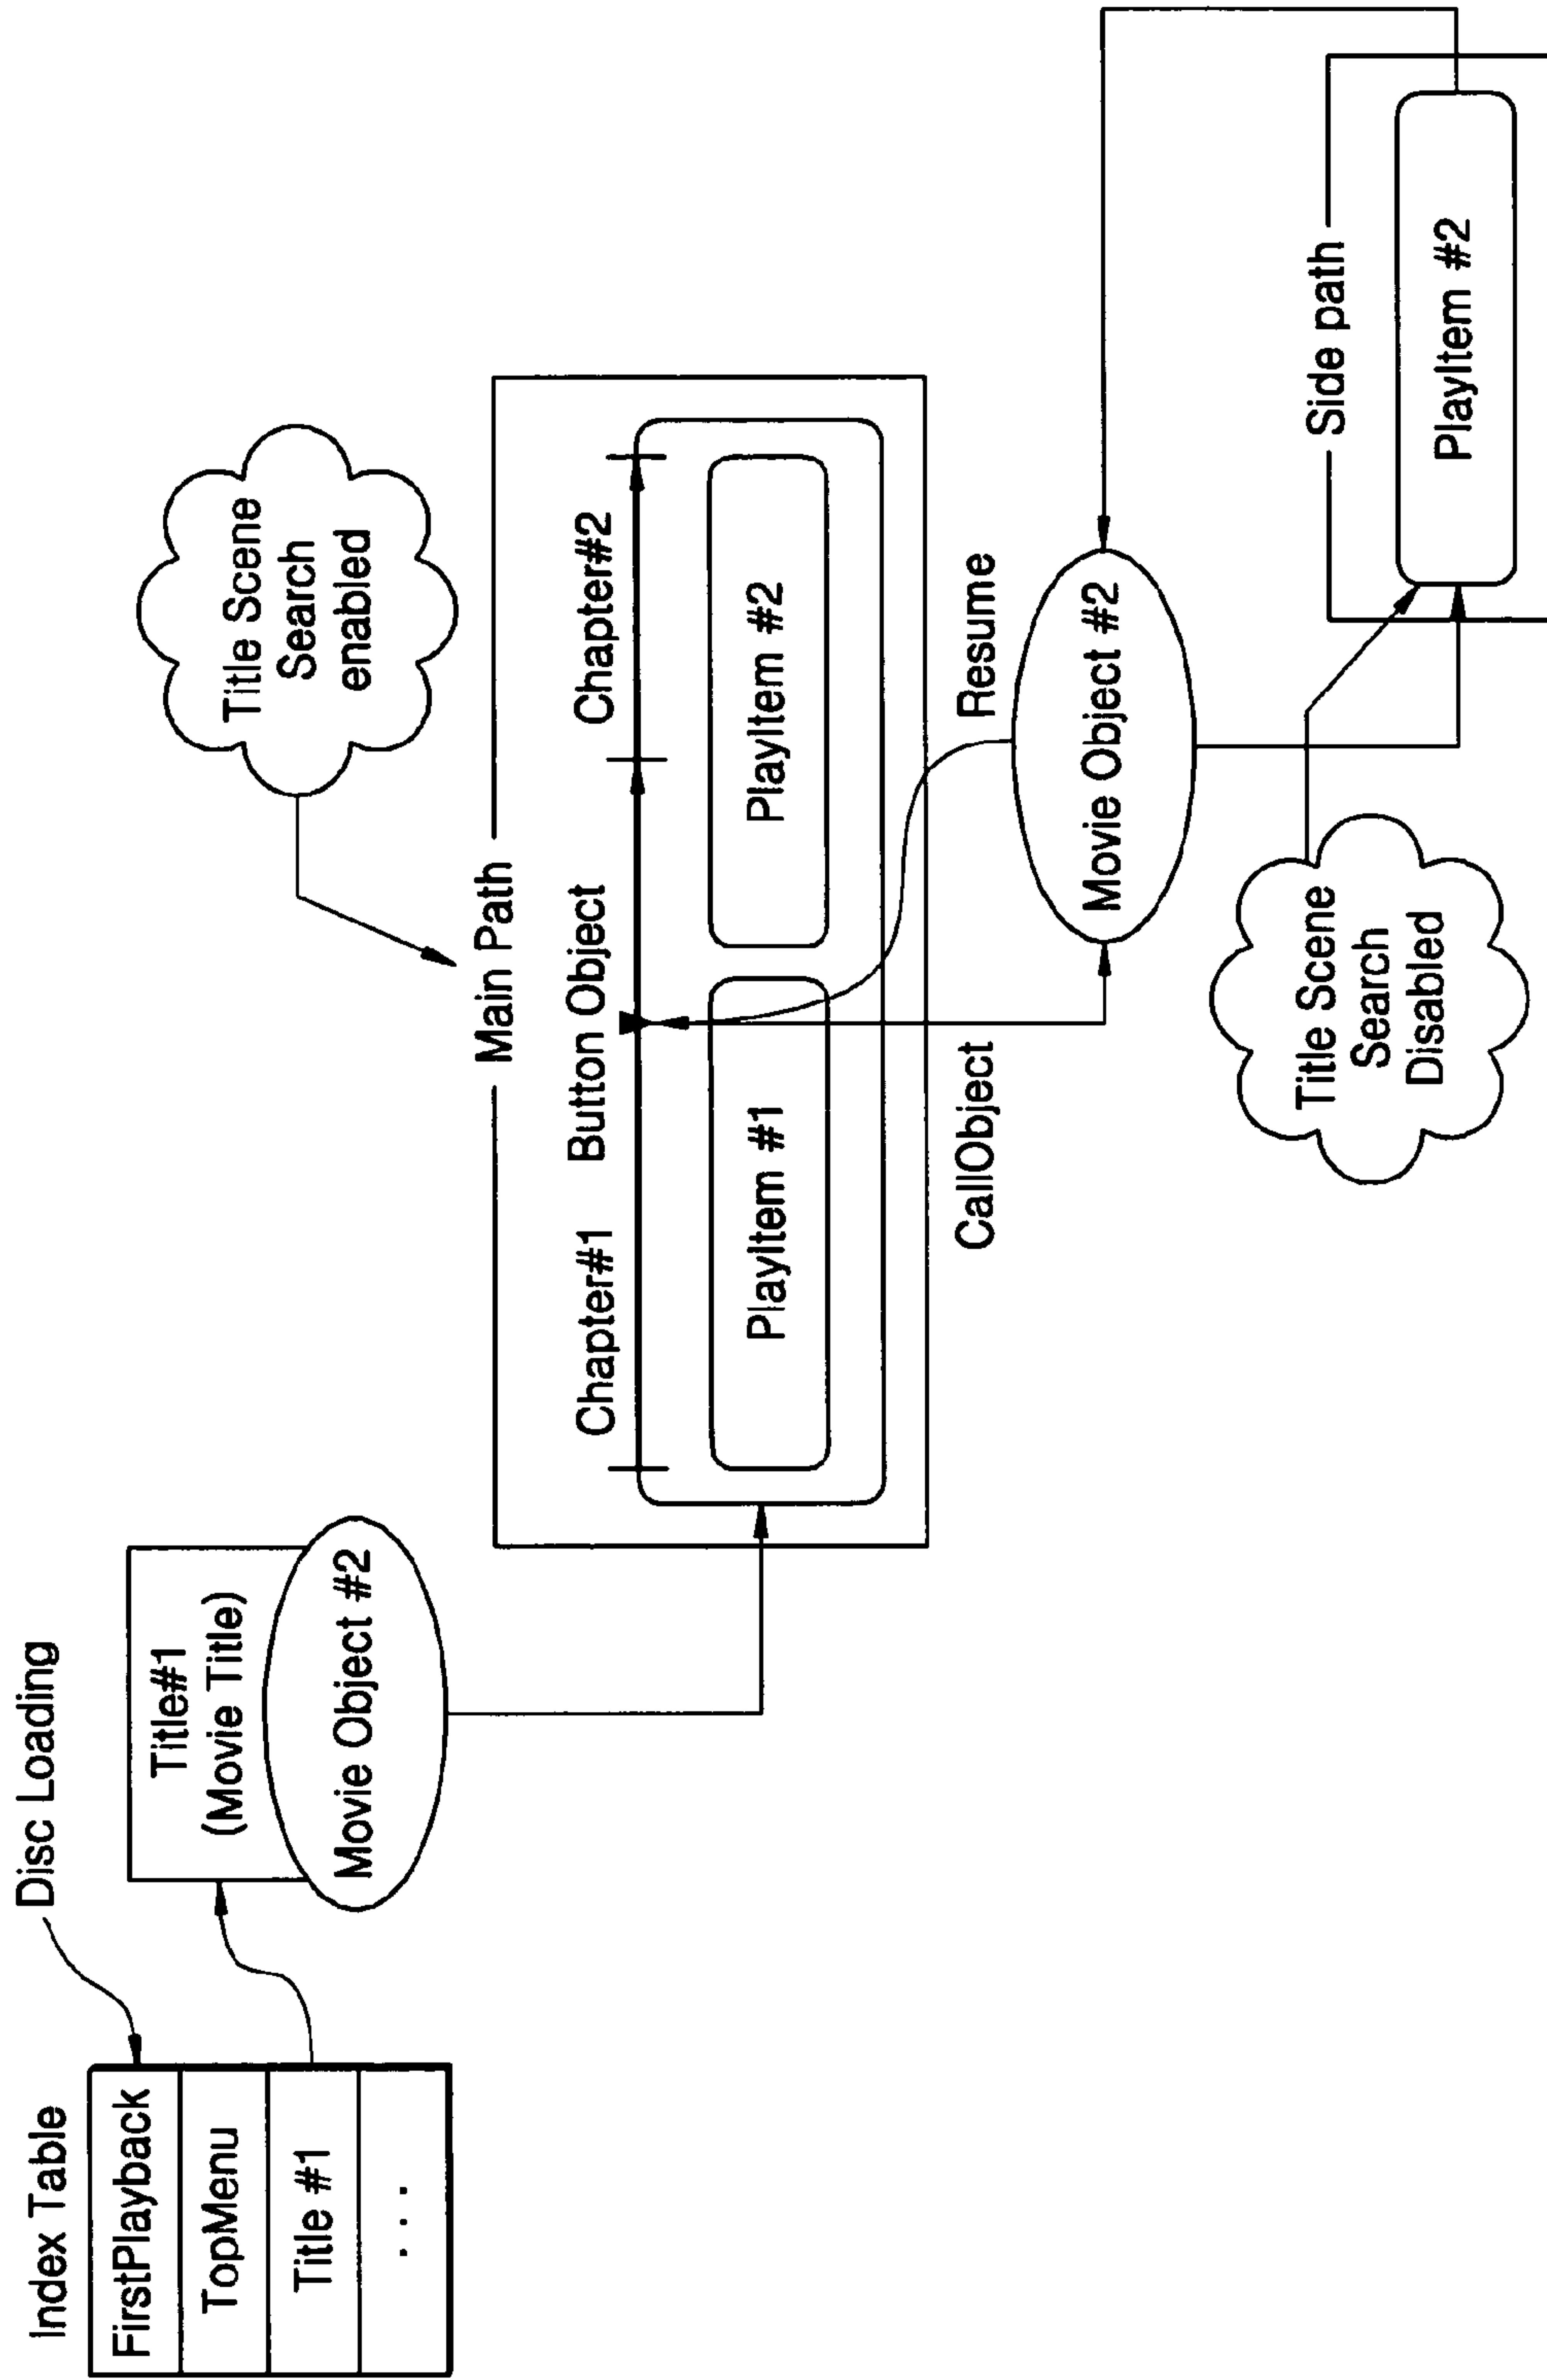 Disc Loading
Index Table
FirstPlayback
TopMenu
Title #1
. . .
Title#1
(Movie Title)
Movie Object #2
Title Scene
Search
enabled
Main Path
Chapter#1
Button Object
Chapter#2
PlayItem #1
PlayItem #2
CallObject
Resume
Movie Object #2
Title Scene
Search
Disabled
Side path
PlayItem #2